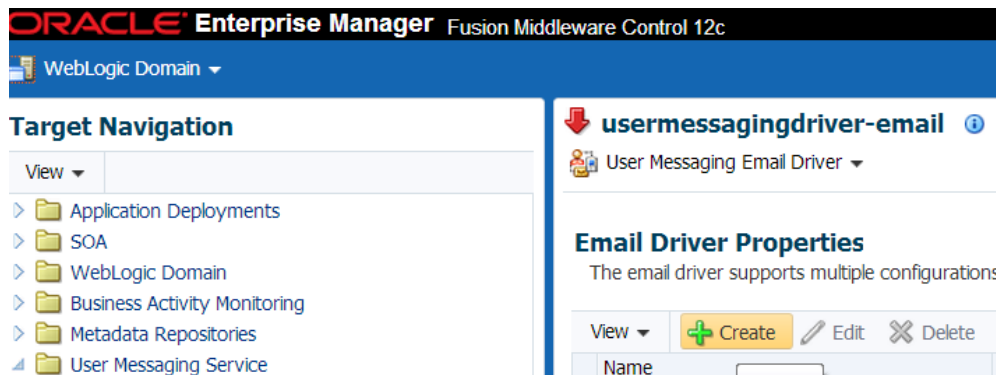 ORACLE Enterprise Manager Fusion Middleware Control 12c
WebLogic Domain
Target Navigation
View
Application Deployments
SOA
WebLogic Domain
Business Activity Monitoring
Metadata Repositories
User Messaging Service
usermessagingdriver-email
User Messaging Email Driver
Email Driver Properties
The email driver supports multiple configurations
View Create Edit Delete
Name